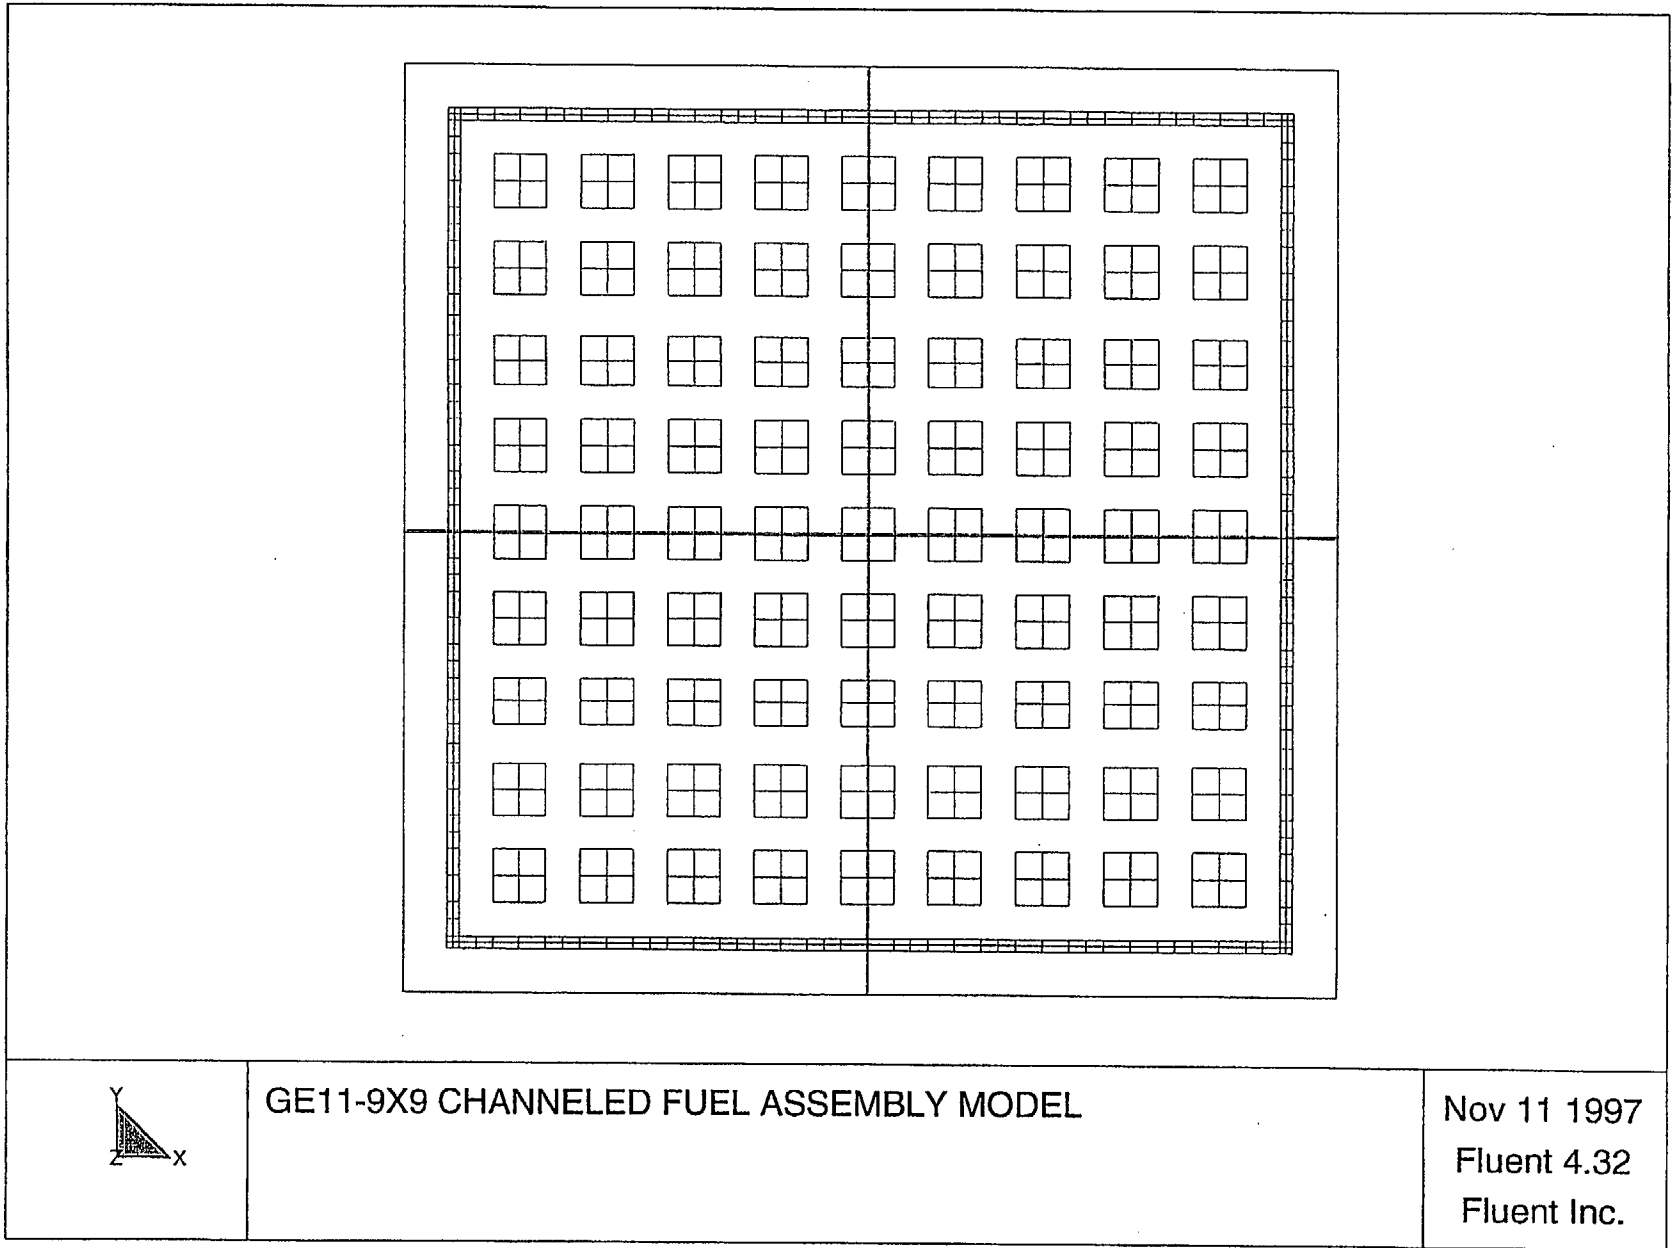 Y
Z X
GE11-9X9 CHANNELED FUEL ASSEMBLY MODEL
Nov 11 1997
Fluent 4.32
Fluent Inc.